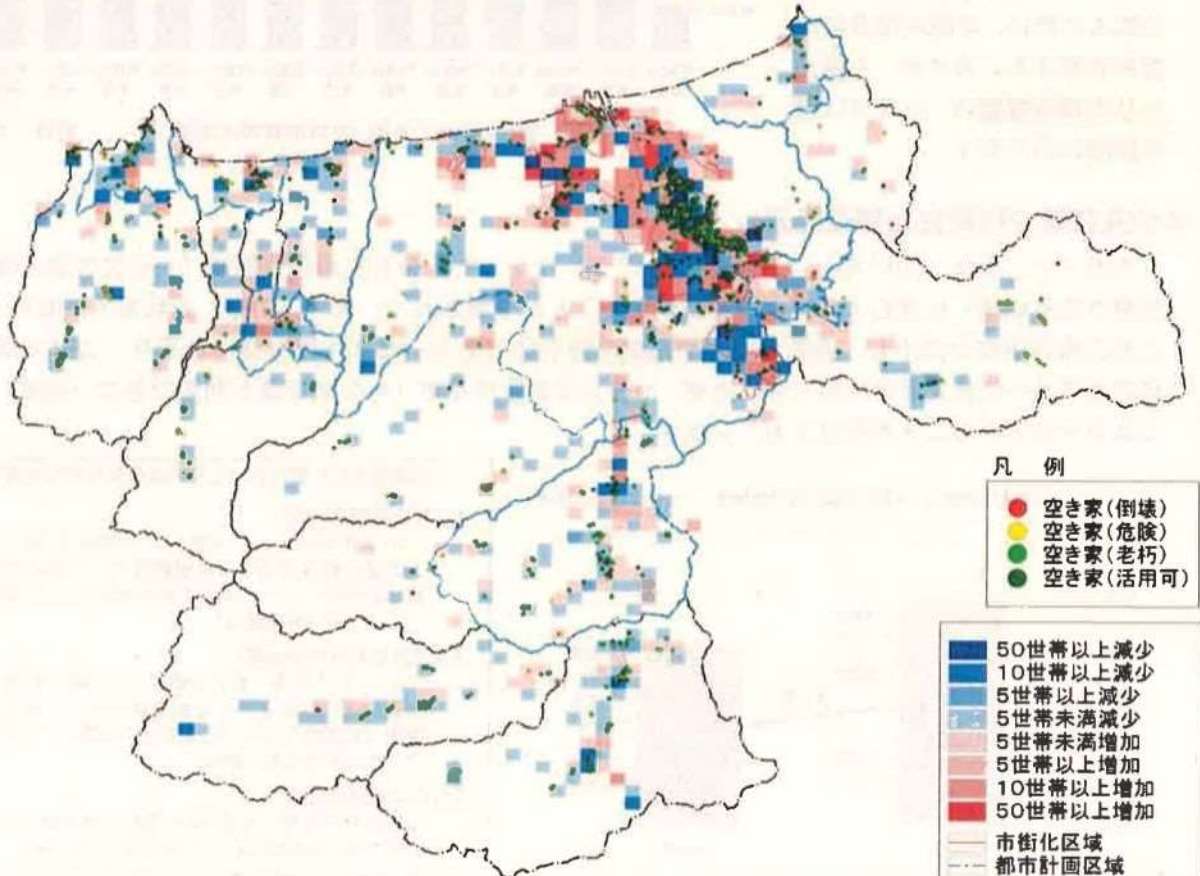 凡 例
空き家(倒壊)
空き家(危険)
空き家(老朽)
空き家(活用可)
50世帯以上減少
10世帯以上減少
5世帯以上減少
5世帯未満減少
5世帯未満増加
5世帯以上増加
10世帯以上増加
50世帯以上増加
市街化区域
都市計画区域